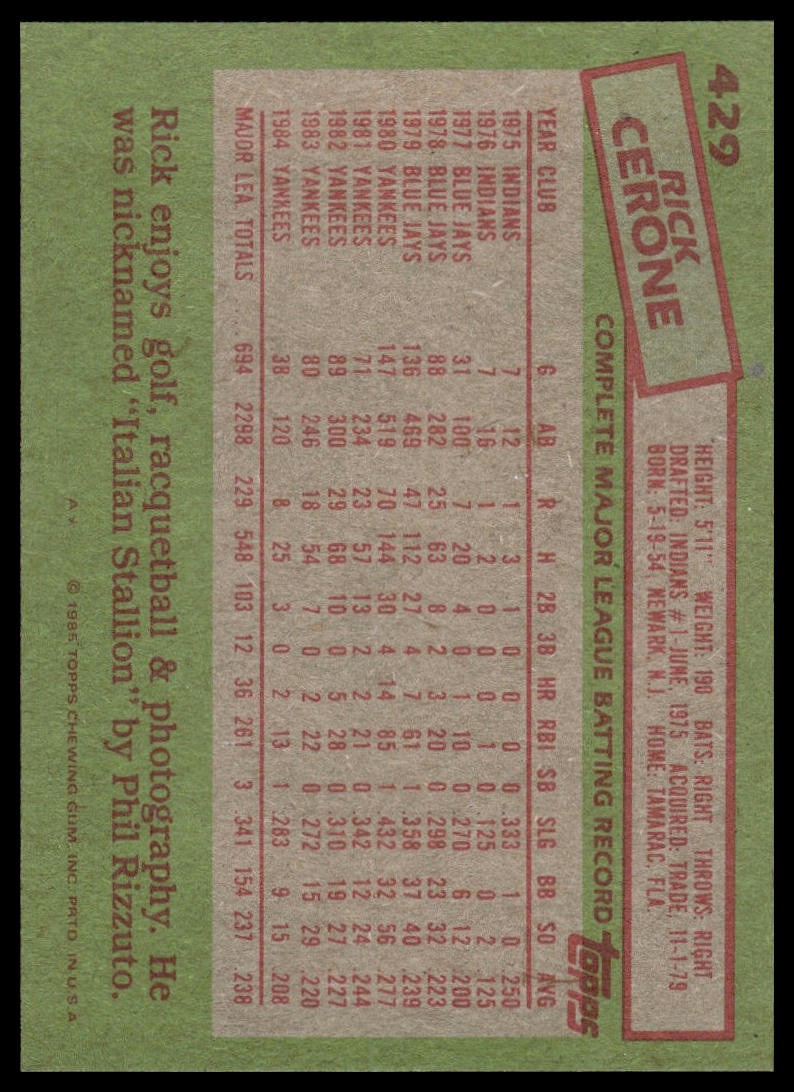 429
RICK
CERONE
HEIGHT: 5'11" WEIGHT: 190 BATS: RIGHT THROWS: RIGHT
DRAFTED: INDIANS #1-JUNE, 1975 ACQUIRED: TRADE, 11-1-79
BORN: 5-19-54, NEWARK, N.J. HOME: TAMARAC, FLA.
COMPLETE MAJOR LEAGUE BATTING RECORD topps
YEAR CLUB G AB R H 2B 3B HR RBI SB SLG BB SO AVG
1975 INDIANS 7 12 1 3 1 0 0 0 0 .333 1 0 .250
1976 INDIANS 7 16 1 2 0 0 0 1 0 .125 0 2 .125
1977 BLUE JAYS 31 100 7 20 4 0 1 10 0 .270 6 12 .200
1978 BLUE JAYS 88 282 25 63 8 2 3 20 0 .298 23 32 .223
1979 BLUE JAYS 136 469 47 112 27 4 7 61 1 .358 37 40 .239
1980 YANKEES 147 519 70 144 30 4 14 85 1 .432 32 56 .277
1981 YANKEES 71 234 23 57 13 2 2 21 0 .342 12 24 .244
1982 YANKEES 89 300 29 68 10 0 5 28 0 .310 19 27 .227
1983 YANKEES 80 246 18 54 7 0 2 22 0 .272 15 29 .220
1984 YANKEES 38 120 8 25 3 0 2 13 1 .283 9 15 .208
MAJOR LEA. TOTALS ... 694 2298 229 548 103 12 36 261 3 .341 154 237 .238
Rick enjoys golf, racquetball & photography. He
was nicknamed "Italian Stallion" by Phil Rizzuto.
A* © 1985 TOPPS CHEWING GUM, INC. PRTD. IN U.S.A.